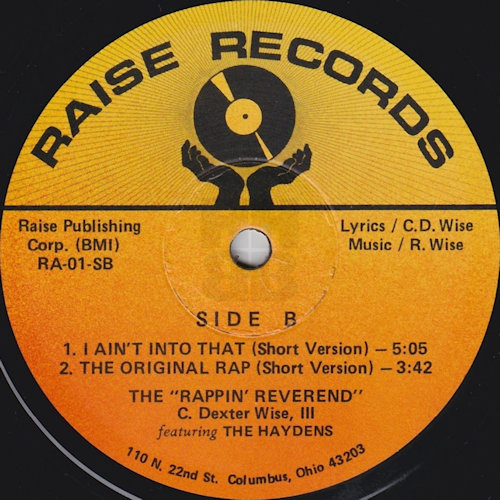 RAISE RECORDS
Raise Publishing
Corp. (BMI)
RA-01-SB
Lyrics / C.D. Wise
Music / R. Wise
SIDE B
1. I AIN'T INTO THAT (Short Version) – 5:05
2. THE ORIGINAL RAP (Short Version) – 3:42
THE "RAPPIN' REVEREND"
C. Dexter Wise, III
featuring THE HAYDENS
110 N. 22nd St. Columbus, Ohio 43203